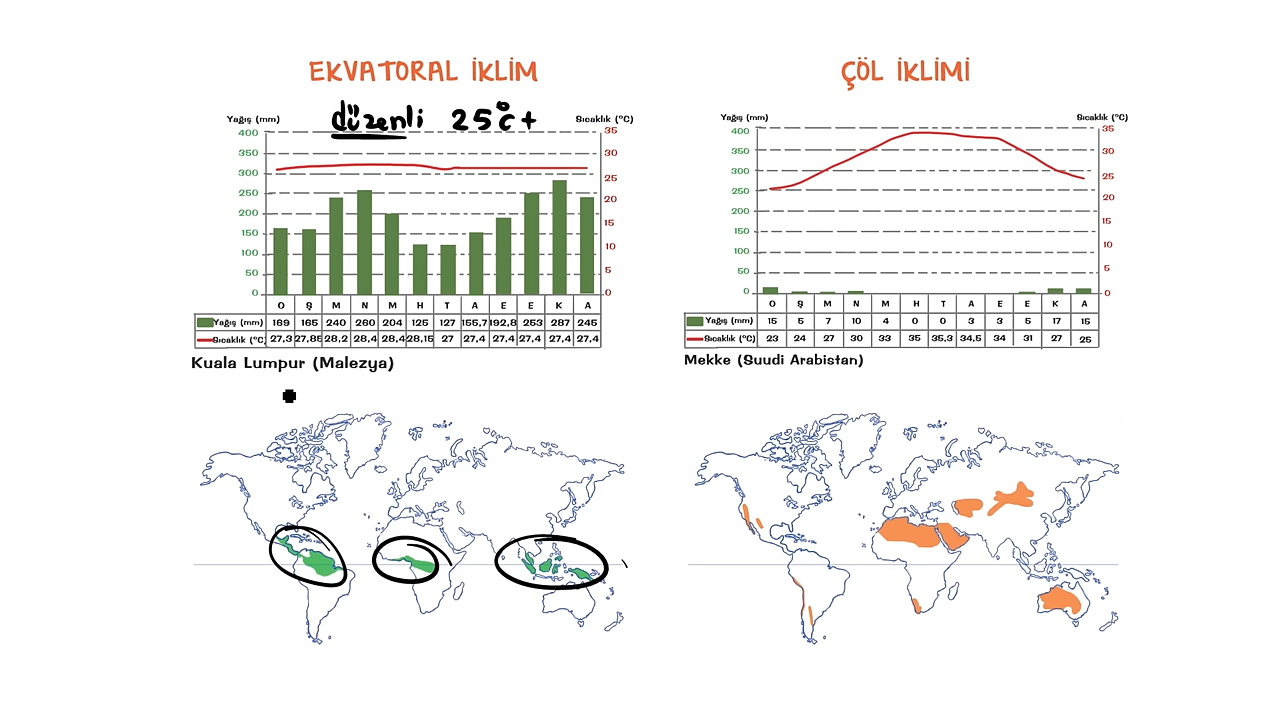 EKVATORAL İKLİM
düzenli 25°C+
Yağış (mm) Sıcaklık (°C)
400 35
350 30
300 25
250 20
200 15
150 10
100 5
50 0
0
O Ş M N M H T A E E K A
Yağış (mm) 169 165 240 260 204 125 127 155,7 192,8 253 287 245
Sıcaklık (°C) 27,3 27,85 28,2 28,4 28,4 28,15 27 27,4 27,4 27,4 27,4 27,4
Kuala Lumpur (Malezya)
ÇÖL İKLİMİ
Yağış (mm) Sıcaklık (°C)
400 35
350 30
300 25
250 20
200 15
150 10
100 5
50 0
0
O Ş M N M H T A E E K A
Yağış (mm) 15 5 7 10 4 0 0 3 3 5 17 15
Sıcaklık (°C) 23 24 27 30 33 35 35,3 34,5 34 31 27 25
Mekke (Suudi Arabistan)